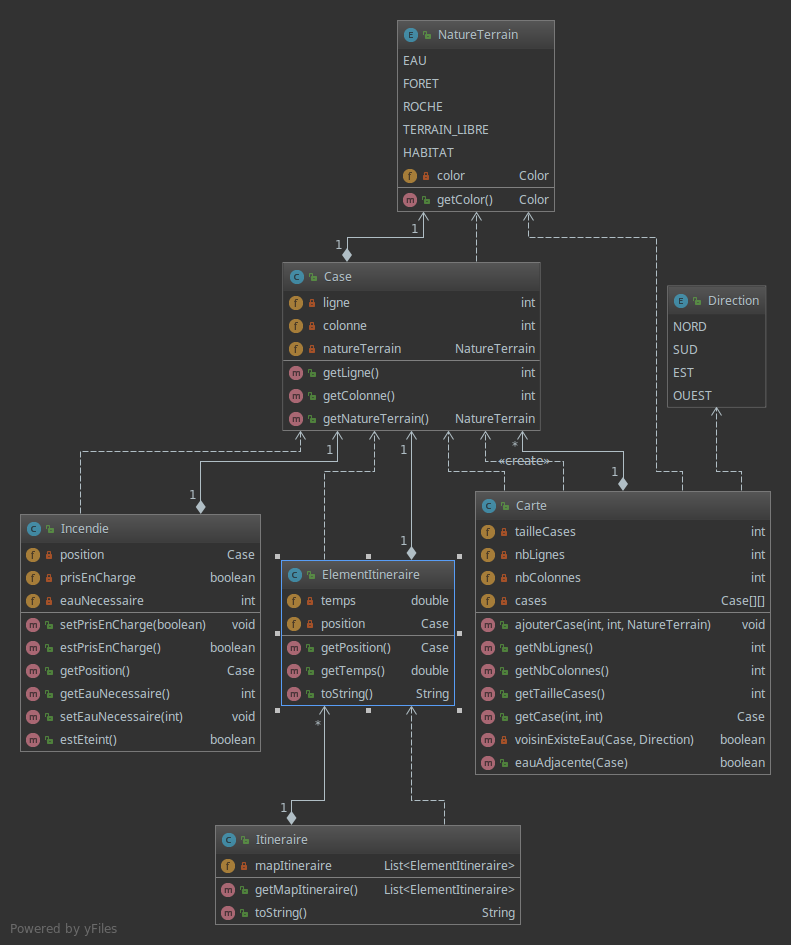 E NatureTerrain
EAU
FORET
ROCHE
TERRAIN_LIBRE
HABITAT
f color Color
m getColor() Color
1
1
C Case
f ligne int
f colonne int
f natureTerrain NatureTerrain
m getLigne() int
m getColonne() int
m getNatureTerrain() NatureTerrain
E Direction
NORD
SUD
EST
OUEST
1
1
*
«create»
1
1
1
C Incendie
f position Case
f prisEnCharge boolean
f eauNecessaire int
m setPrisEnCharge(boolean) void
m estPrisEnCharge() boolean
m getPosition() Case
m getEauNecessaire() int
m setEauNecessaire(int) void
m estEteint() boolean
C ElementItineraire
f temps double
f position Case
m getPosition() Case
m getTemps() double
m toString() String
C Carte
f tailleCases int
f nbLignes int
f nbColonnes int
f cases Case[][]
m ajouterCase(int, int, NatureTerrain) void
m getNbLignes() int
m getNbColonnes() int
m getTailleCases() int
m getCase(int, int) Case
m voisinExisteEau(Case, Direction) boolean
m eauAdjacente(Case) boolean
*
1
C Itineraire
f mapItineraire List<ElementItineraire>
m getMapItineraire() List<ElementItineraire>
m toString() String
Powered by yFiles